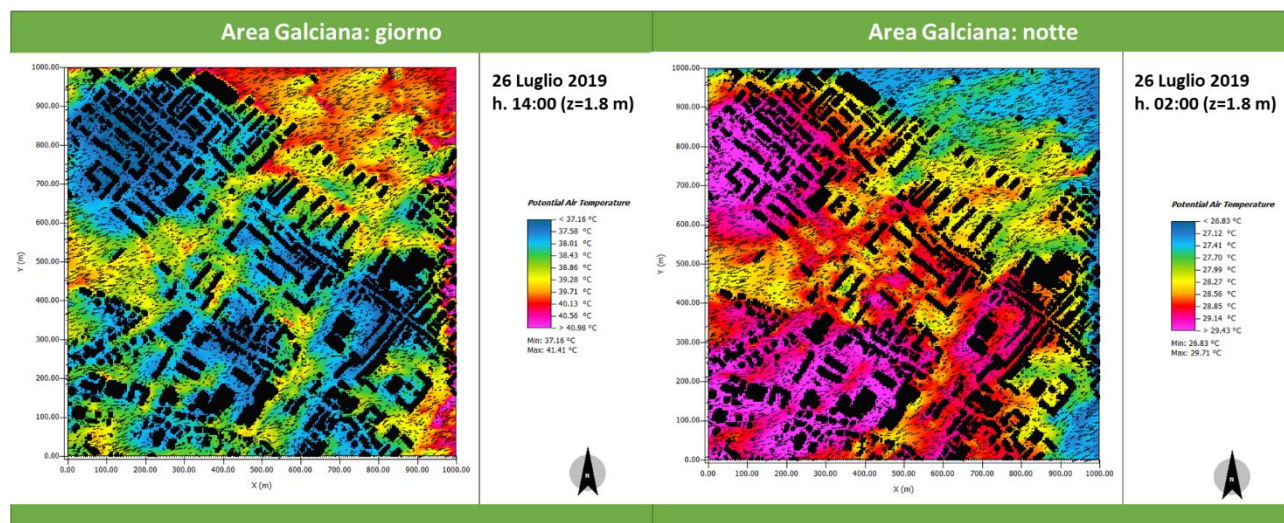 Area Galciana: giorno
Area Galciana: notte
26 Luglio 2019
h. 14:00 (z=1.8 m)
1000.00
900.00
800.00
700.00
600.00
500.00
400.00
300.00
200.00
100.00
0.00
Y (m)
0.00 100.00 200.00 300.00 400.00 500.00 600.00 700.00 800.00 900.00 1000.00
X (m)
Potential Air Temperature
< 37.16 °C
37.58 °C
38.01 °C
38.43 °C
38.86 °C
39.28 °C
39.71 °C
40.13 °C
40.56 °C
> 40.98 °C
Min: 37.16 °C
Max: 41.41 °C
N
26 Luglio 2019
h. 02:00 (z=1.8 m)
1000.00
900.00
800.00
700.00
600.00
500.00
400.00
300.00
200.00
100.00
0.00
Y (m)
0.00 100.00 200.00 300.00 400.00 500.00 600.00 700.00 800.00 900.00 1000.00
X (m)
Potential Air Temperature
< 26.83 °C
27.12 °C
27.41 °C
27.70 °C
27.99 °C
28.27 °C
28.56 °C
28.85 °C
29.14 °C
> 29.43 °C
Min: 26.83 °C
Max: 29.71 °C
N